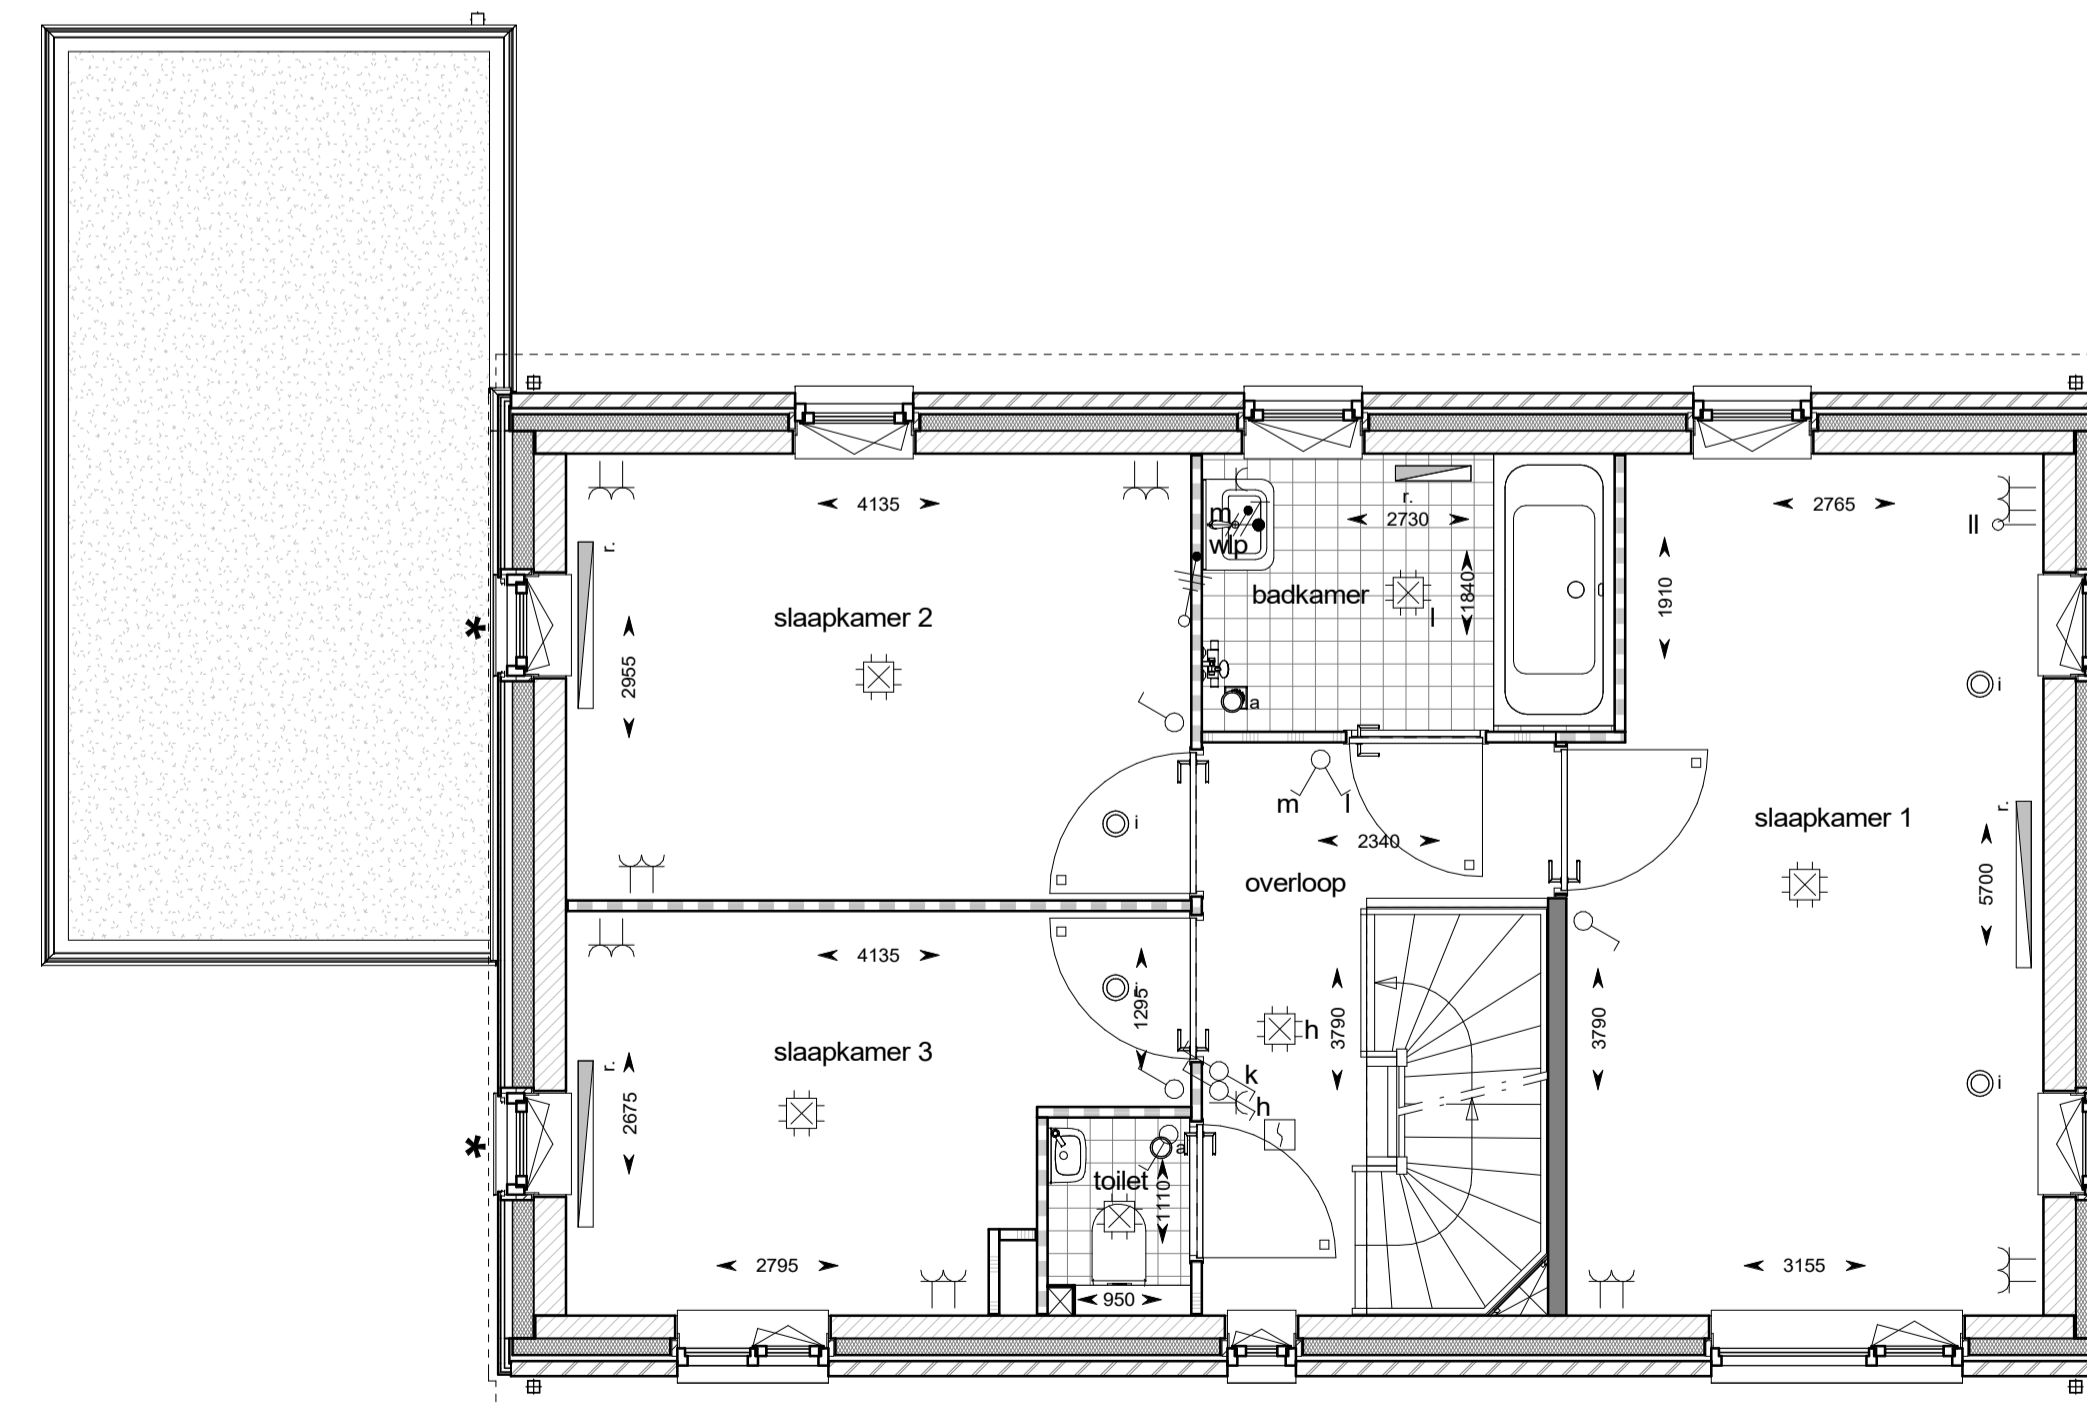 4135
r.
2730
2765
ll
m
wlp
r.
badkamer
1840
l
1910
slaapkamer 2
2955
a
i
i
m
l
2340
slaapkamer 1
r.
5700
overloop
4135
i
1295
3790
h
3790
slaapkamer 3
r.
2675
k
h
i
a
toilet
1110
2795
950
3155
*
*
r.